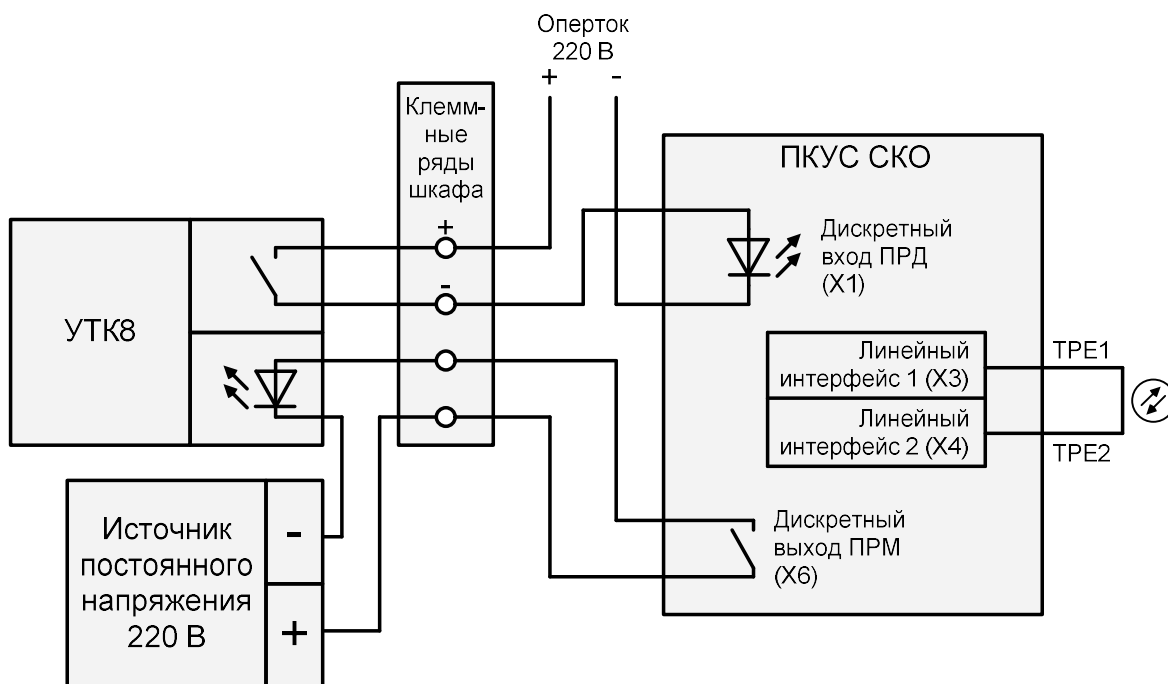 Оперток
220 В
+ -
Клемм-
ные
ряды
шкафа
+
-
УТК8
ПКУС СКО
Дискретный
вход ПРД
(X1)
Линейный
интерфейс 1 (X3)
TPE1
Линейный
интерфейс 2 (X4)
TPE2
Источник
постоянного
напряжения
220 В
-
+
Дискретный
выход ПРМ
(X6)